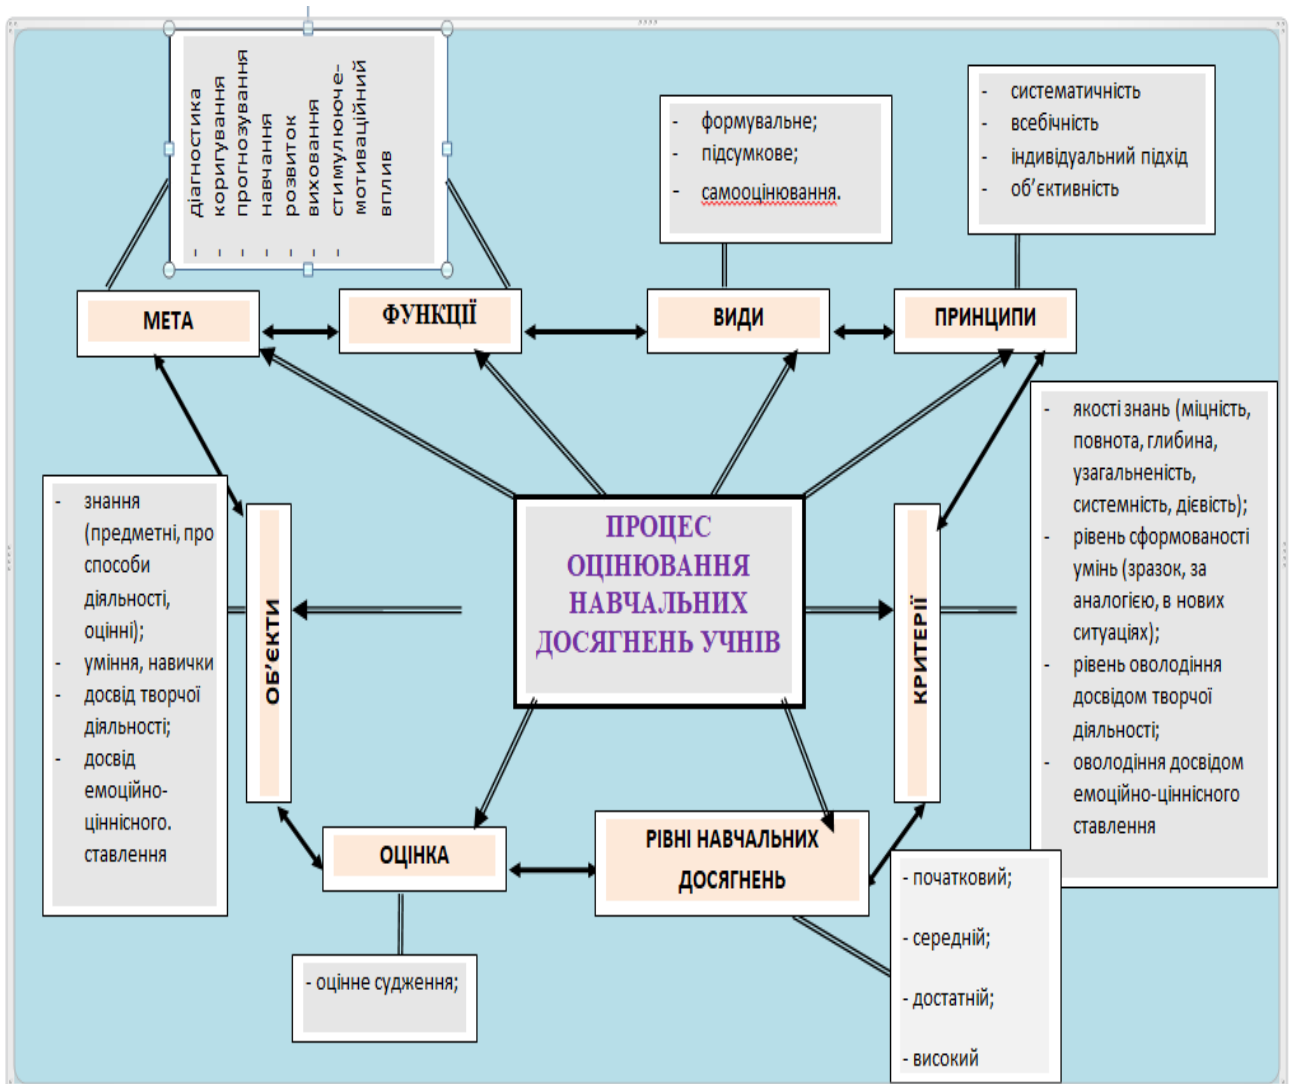 - діагностика
- коригування
- прогнозування
- навчання
- розвиток
- виховання
- стимулююче-
мотиваційний
вплив
- формувальне;
- підсумкове;
- самооцінювання.
- систематичність
- всебічність
- індивідуальний підхід
- об’єктивність
МЕТА
ФУНКЦІЇ
ВИДИ
ПРИНЦИПИ
- знання
(предметні, про
способи
діяльності,
оцінні);
- уміння, навички
- досвід творчої
діяльності;
- досвід
емоційно-
ціннісного.
ставлення
ОБ’ЄКТИ
ПРОЦЕС
ОЦІНЮВАННЯ
НАВЧАЛЬНИХ
ДОСЯГНЕНЬ УЧНІВ
КРИТЕРІЇ
- якості знань (міцність,
повнота, глибина,
узагальненість,
системність, дієвість);
- рівень сформованості
умінь (зразок, за
аналогією, в нових
ситуаціях);
- рівень оволодіння
досвідом творчої
діяльності;
- оволодіння досвідом
емоційно-ціннісного
ставлення
ОЦІНКА
РІВНІ НАВЧАЛЬНИХ
ДОСЯГНЕНЬ
- оцінне судження;
- початковий;
- середній;
- достатній;
- високий